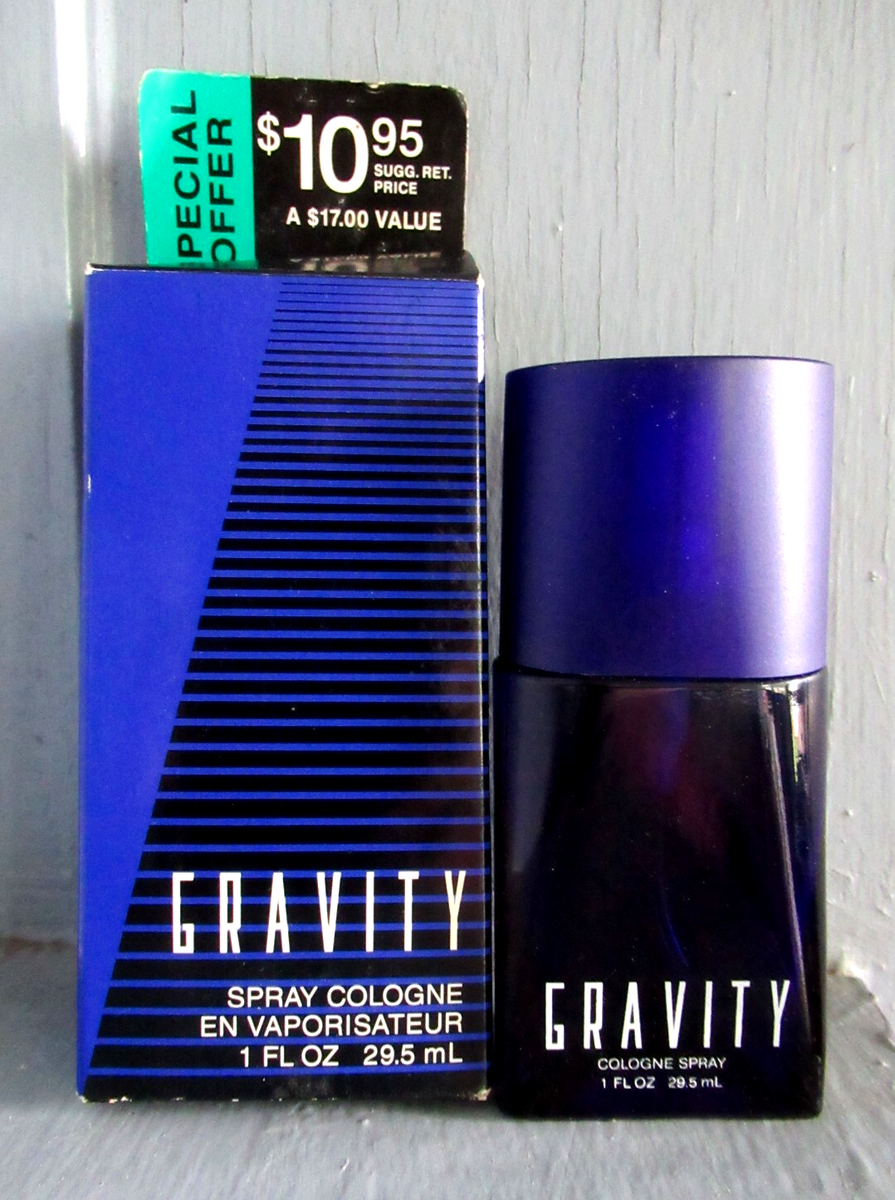 SPECIAL
OFFER
$10.95
SUGG. RET.
PRICE
A $17.00 VALUE
GRAVITY
SPRAY COLOGNE
EN VAPORISATEUR
1 FL OZ 29.5 mL
GRAVITY
COLOGNE SPRAY
1 FL OZ 29.5 mL